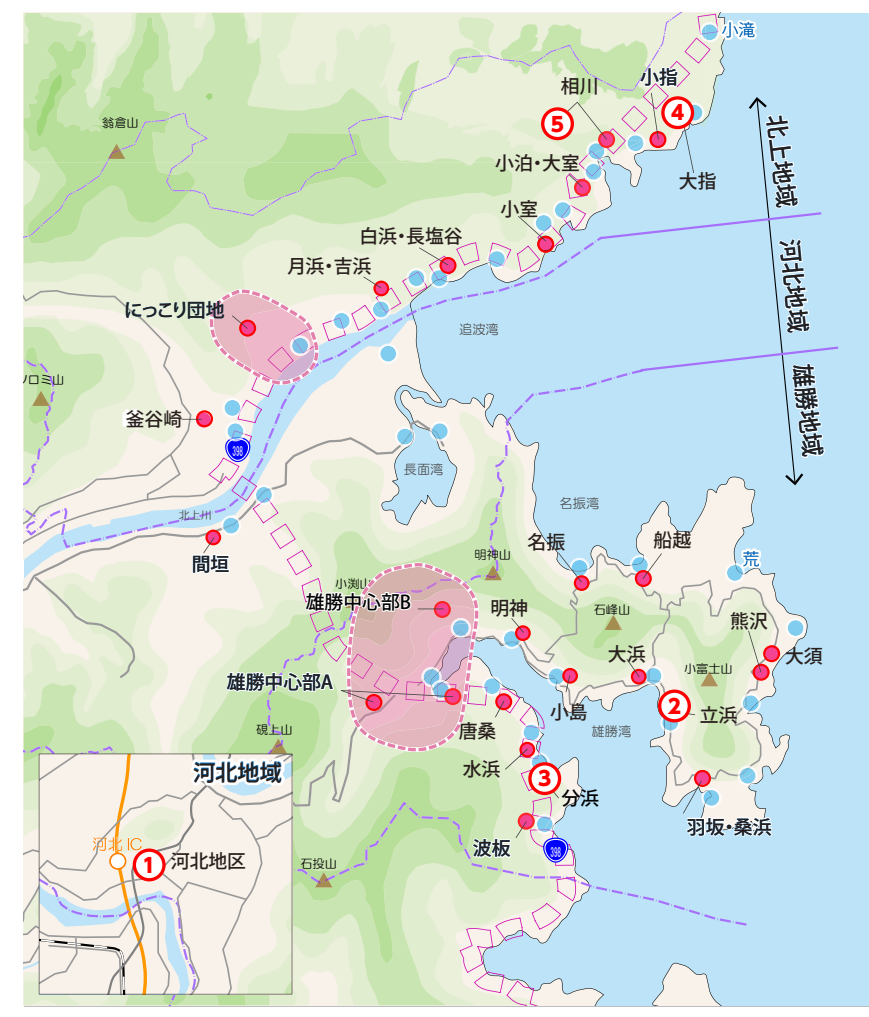 小滝
相川
小指
⑤
④
翁倉山
小泊・大室
大指
北上地域
小室
白浜・長塩谷
月浜・吉浜
河北地域
にっこり団地
追波湾
雄勝地域
ソロミ山
釜谷崎
398
長面湾
名振湾
北上川
間垣
名振
船越
明神山
荒
小渕山
雄勝中心部B
明神
石峰山
熊沢
大浜
大須
小富士山
雄勝中心部A
小島
②
立浜
唐桑
雄勝湾
硯上山
河北地域
水浜
③
分浜
羽坂・桑浜
波板
398
河北IC
①
河北地区
石投山